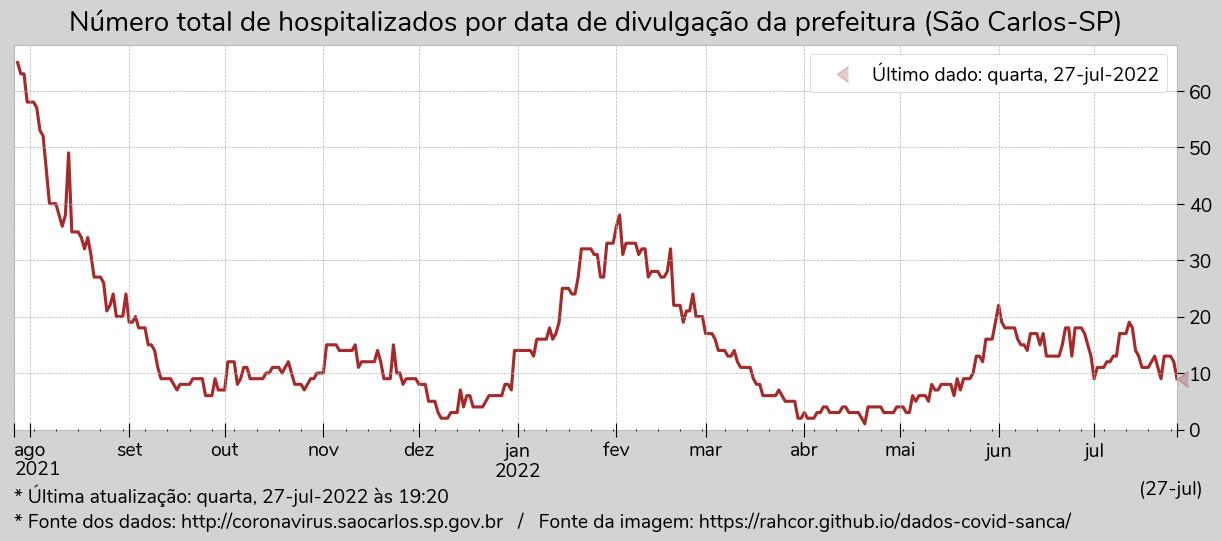 Número total de hospitalizados por data de divulgação da prefeitura (São Carlos-SP)
Último dado: quarta, 27-jul-2022
60
50
40
30
20
10
0
ago set out nov dez jan fev mar abr mai jun jul
2021 2022
(27-jul)
* Última atualização: quarta, 27-jul-2022 às 19:20
* Fonte dos dados: http://coronavirus.saocarlos.sp.gov.br / Fonte da imagem: https://rahcor.github.io/dados-covid-sanca/